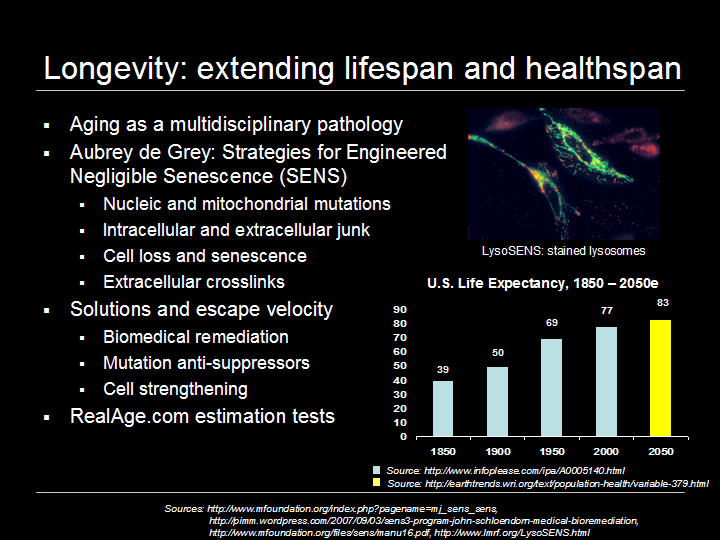 Longevity: extending lifespan and healthspan
Aging as a multidisciplinary pathology
Aubrey de Grey: Strategies for Engineered
Negligible Senescence (SENS)
Nucleic and mitochondrial mutations
Intracellular and extracellular junk
Cell loss and senescence
Extracellular crosslinks
Solutions and escape velocity
Biomedical remediation
Mutation anti-suppressors
Cell strengthening
RealAge.com estimation tests
LysoSENS: stained lysosomes
U.S. Life Expectancy, 1850 – 2050e
90
80
70
60
50
40
30
20
10
0
39
50
69
77
83
1850
1900
1950
2000
2050
Source: http://www.infoplease.com/ipa/A0005140.html
Source: http://earthtrends.wri.org/text/population-health/variable-379.html
Sources: http://www.mfoundation.org/index.php?pagename=mj_sens_sens,
http://pimm.wordpress.com/2007/09/03/sens3-program-john-schloendorn-medical-bioremediation,
http://www.mfoundation.org/files/sens/manu16.pdf, http://www.lmrf.org/LysoSENS.html